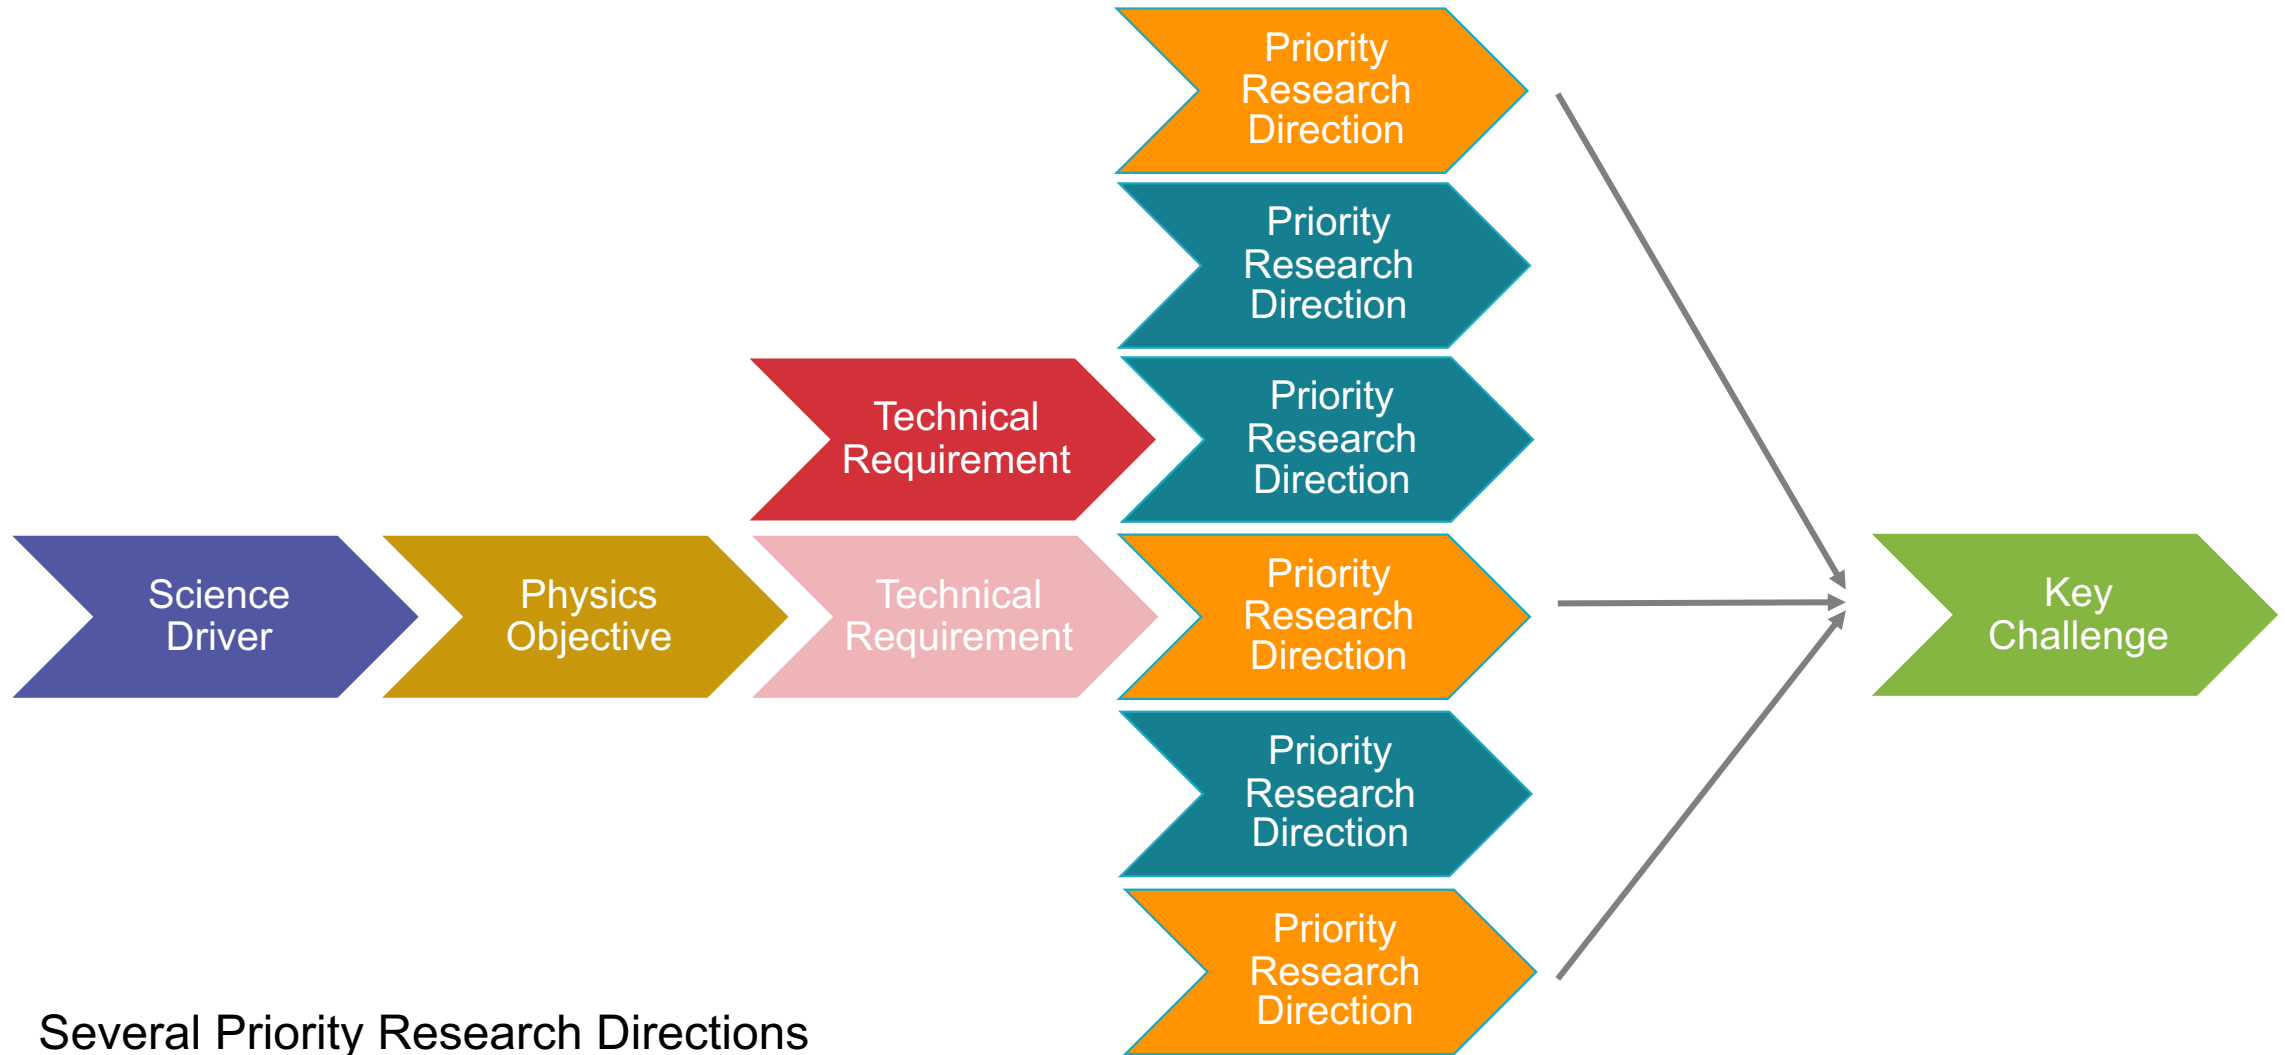 Priority
Research
Direction
Priority
Research
Direction
Priority
Research
Direction
Technical
Requirement
Science
Driver
Physics
Objective
Technical
Requirement
Priority
Research
Direction
Key
Challenge
Priority
Research
Direction
Priority
Research
Direction
Several Priority Research Directions